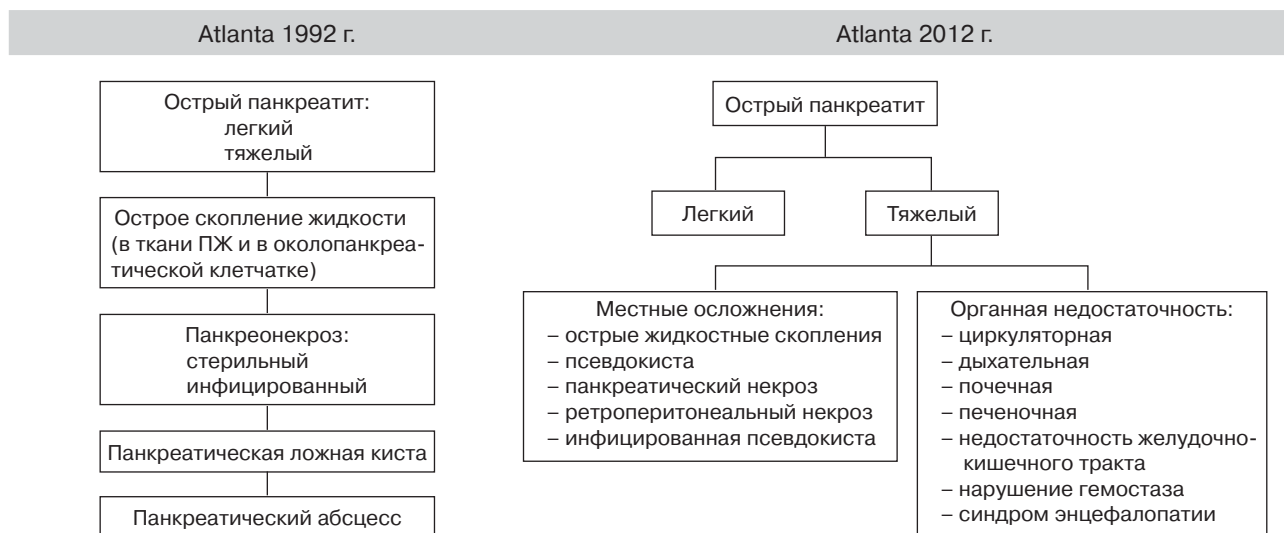 Atlanta 1992 г.
Atlanta 2012 г.
Острый панкреатит:
легкий
тяжелый
Острое скопление жидкости
(в ткани ПЖ и в околопанкреа-
тической клетчатке)
Панкреонекроз:
стерильный
инфицированный
Панкреатическая ложная киста
Панкреатический абсцесс
Острый панкреатит
Легкий
Тяжелый
Местные осложнения:
– острые жидкостные скопления
– псевдокиста
– панкреатический некроз
– ретроперитонеальный некроз
– инфицированная псевдокиста
Органная недостаточность:
– циркуляторная
– дыхательная
– почечная
– печеночная
– недостаточность желудочно-
кишечного тракта
– нарушение гемостаза
– синдром энцефалопатии